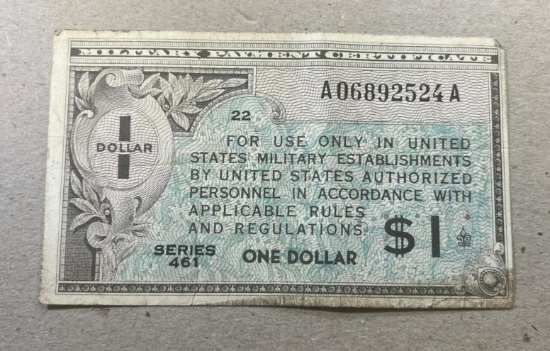 MILITARY PAYMENT CERTIFICATE
A06892524A
22
1
DOLLAR
FOR USE ONLY IN UNITED
STATES MILITARY ESTABLISHMENTS
BY UNITED STATES AUTHORIZED
PERSONNEL IN ACCORDANCE WITH
APPLICABLE RULES
AND REGULATIONS
$1
SERIES
461
ONE DOLLAR